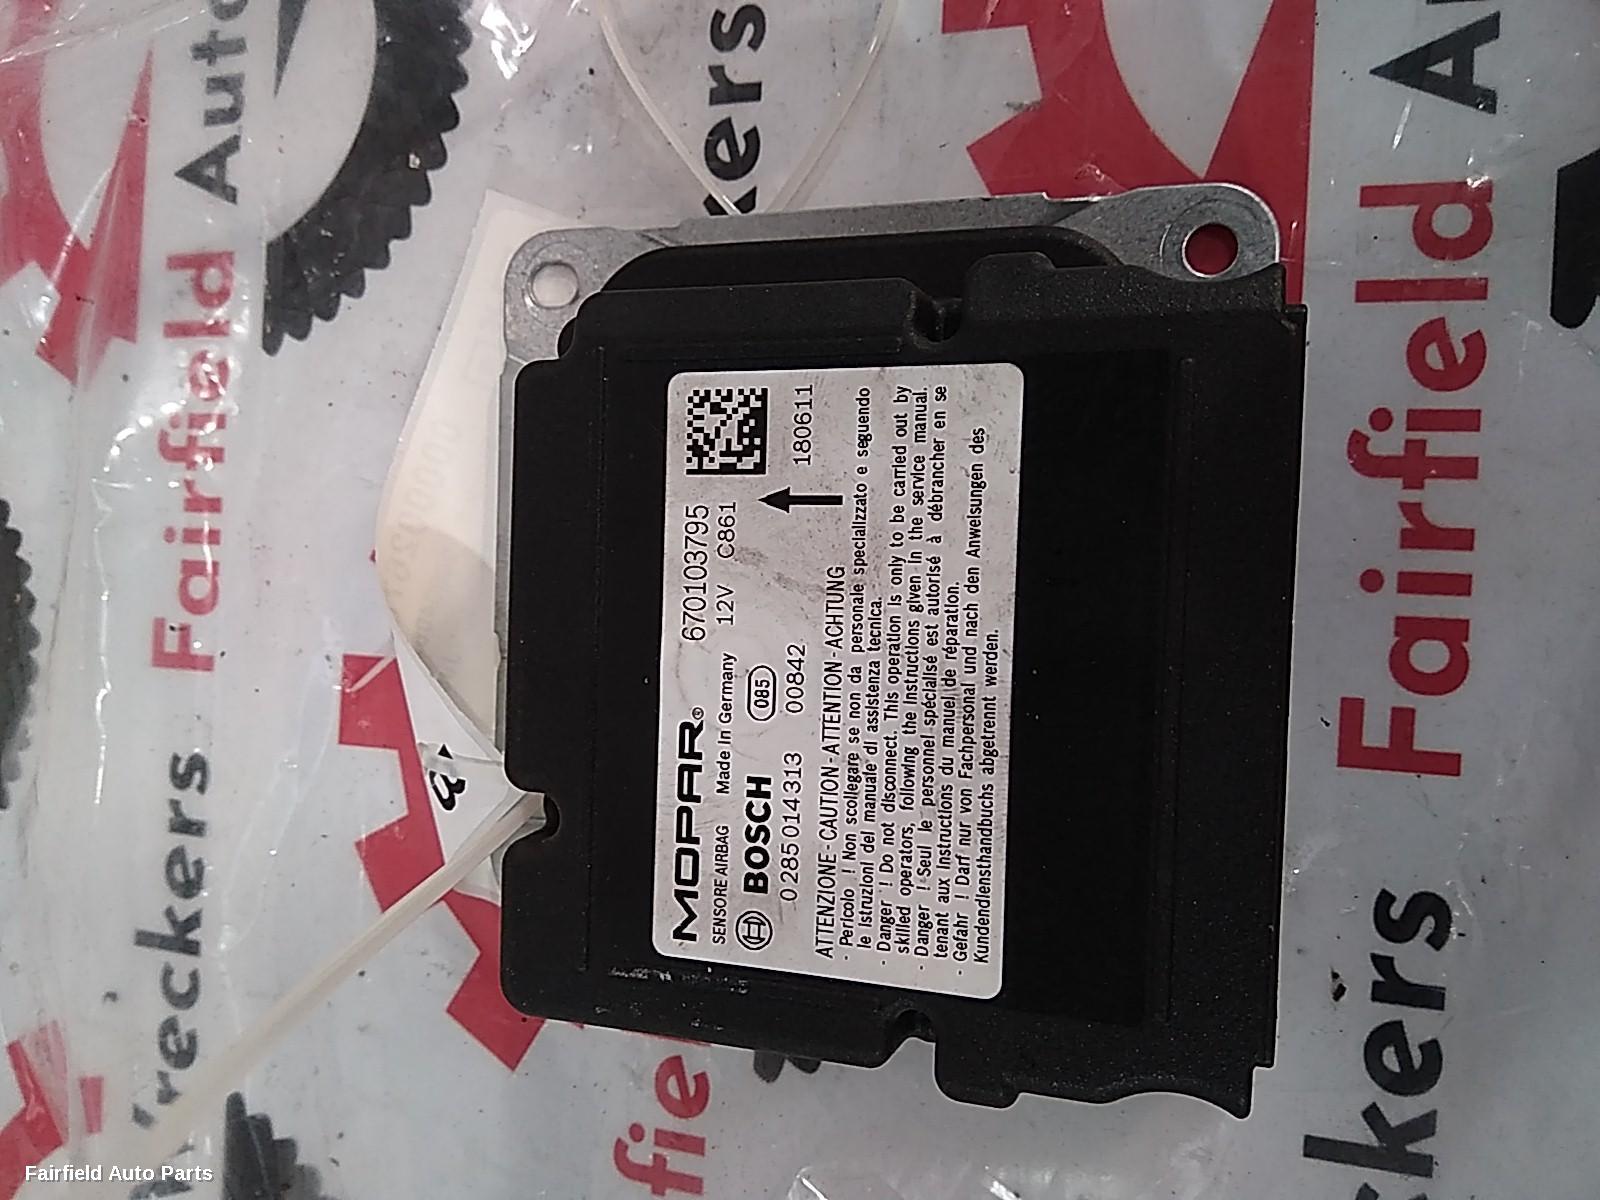 MOPAR® 670103795
SENSORE AIRBAG Made In Germany 12V C861
BOSCH 085
0 285 014 313 00842 180611
ATTENZIONE - CAUTION - ATTENTION - ACHTUNG
- Pericolo ! Non scollegare se non da personale specializzato e seguendo
le istruzioni del manuale di assistenza tecnica.
- Danger ! Do not disconnect. This operation is only to be carried out by
skilled operators, following the instructions given in the service manual.
- Danger ! Seul le personnel spécialisé est autorisé à débrancher en se
tenant aux instructions du manuel de réparation.
- Gefahr ! Darf nur von Fachpersonal und nach den Anweisungen des
Kundendiensthandbuchs abgetrennt werden.
Fairfield Auto
Wreckers
kers
Fairfield A
kers
fie
Fairfield Auto Parts